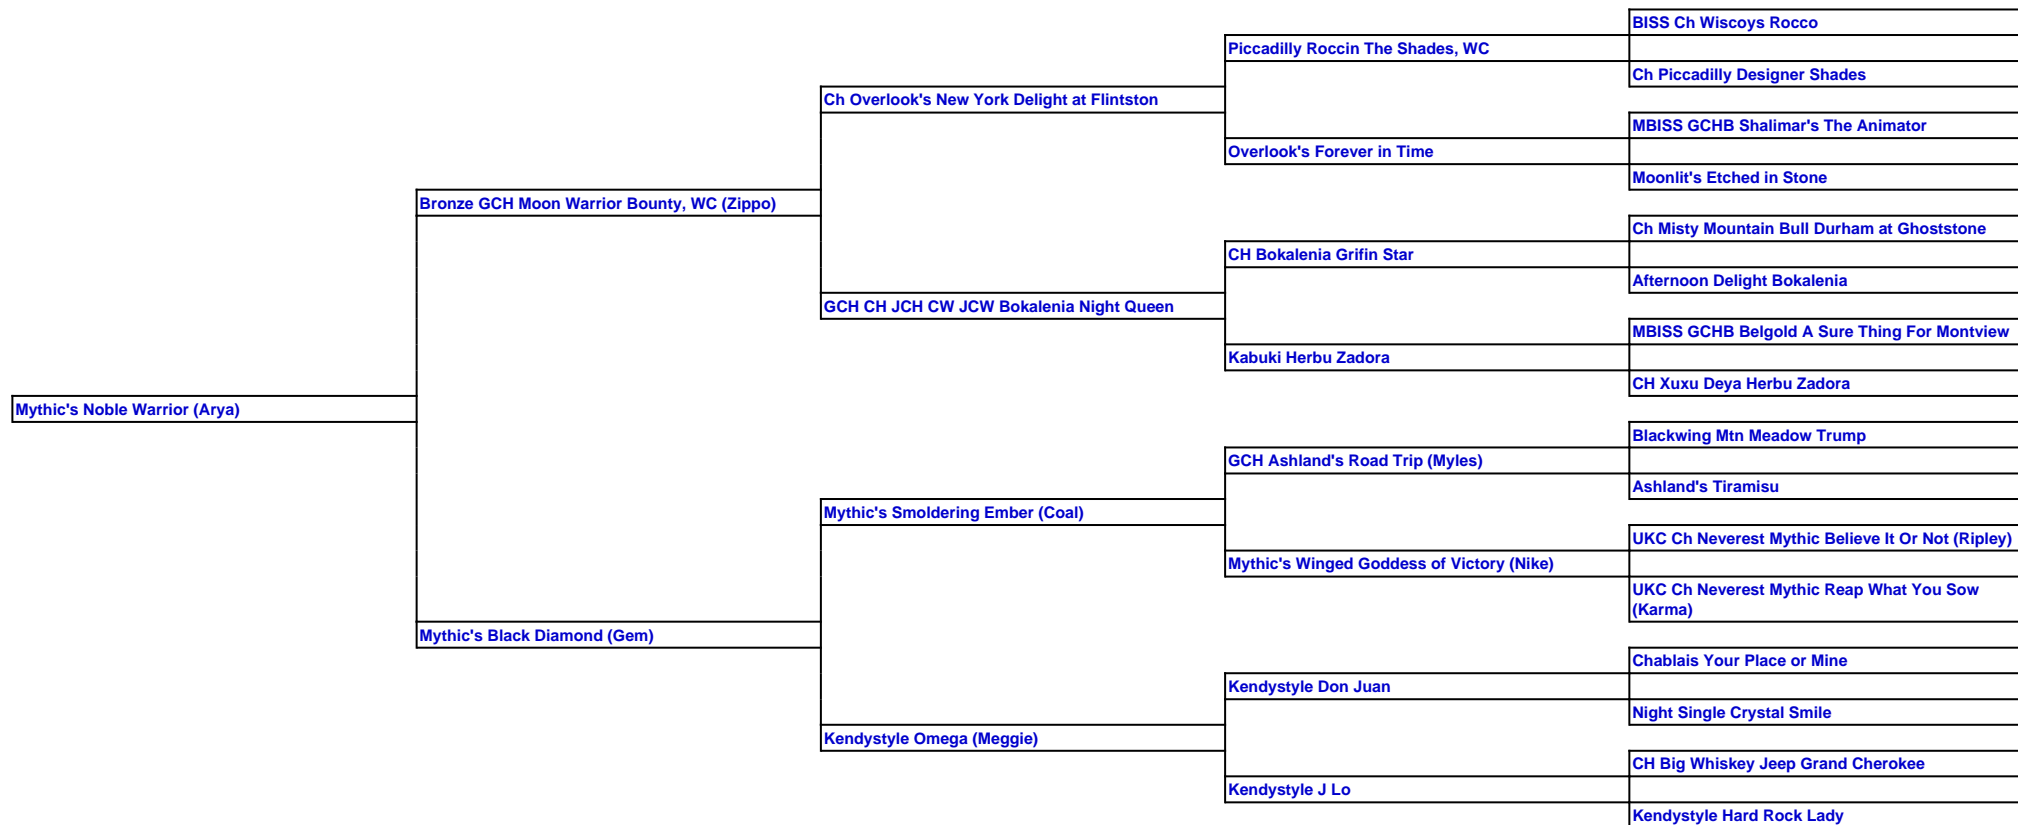 BISS Ch Wiscoys Rocco
Piccadilly Roccin The Shades, WC
Ch Piccadilly Designer Shades
Ch Overlook's New York Delight at Flintston
MBISS GCHB Shalimar's The Animator
Overlook's Forever in Time
Moonlit's Etched in Stone
Bronze GCH Moon Warrior Bounty, WC (Zippo)
Ch Misty Mountain Bull Durham at Ghoststone
CH Bokalenia Grifin Star
Afternoon Delight Bokalenia
GCH CH JCH CW JCW Bokalenia Night Queen
MBISS GCHB Belgold A Sure Thing For Montview
Kabuki Herbu Zadora
CH Xuxu Deya Herbu Zadora
Mythic's Noble Warrior (Arya)
Blackwing Mtn Meadow Trump
GCH Ashland's Road Trip (Myles)
Ashland's Tiramisu
Mythic's Smoldering Ember (Coal)
UKC Ch Neverest Mythic Believe It Or Not (Ripley)
Mythic's Winged Goddess of Victory (Nike)
UKC Ch Neverest Mythic Reap What You Sow
(Karma)
Mythic's Black Diamond (Gem)
Chablais Your Place or Mine
Kendystyle Don Juan
Night Single Crystal Smile
Kendystyle Omega (Meggie)
CH Big Whiskey Jeep Grand Cherokee
Kendystyle J Lo
Kendystyle Hard Rock Lady